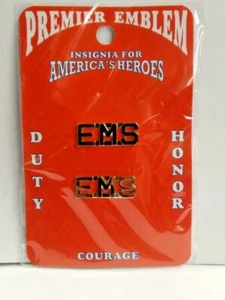 PREMIER EMBLEM
INSIGNIA FOR
AMERICA'S HEROES
EMS
EMS
DUTY
HONOR
COURAGE